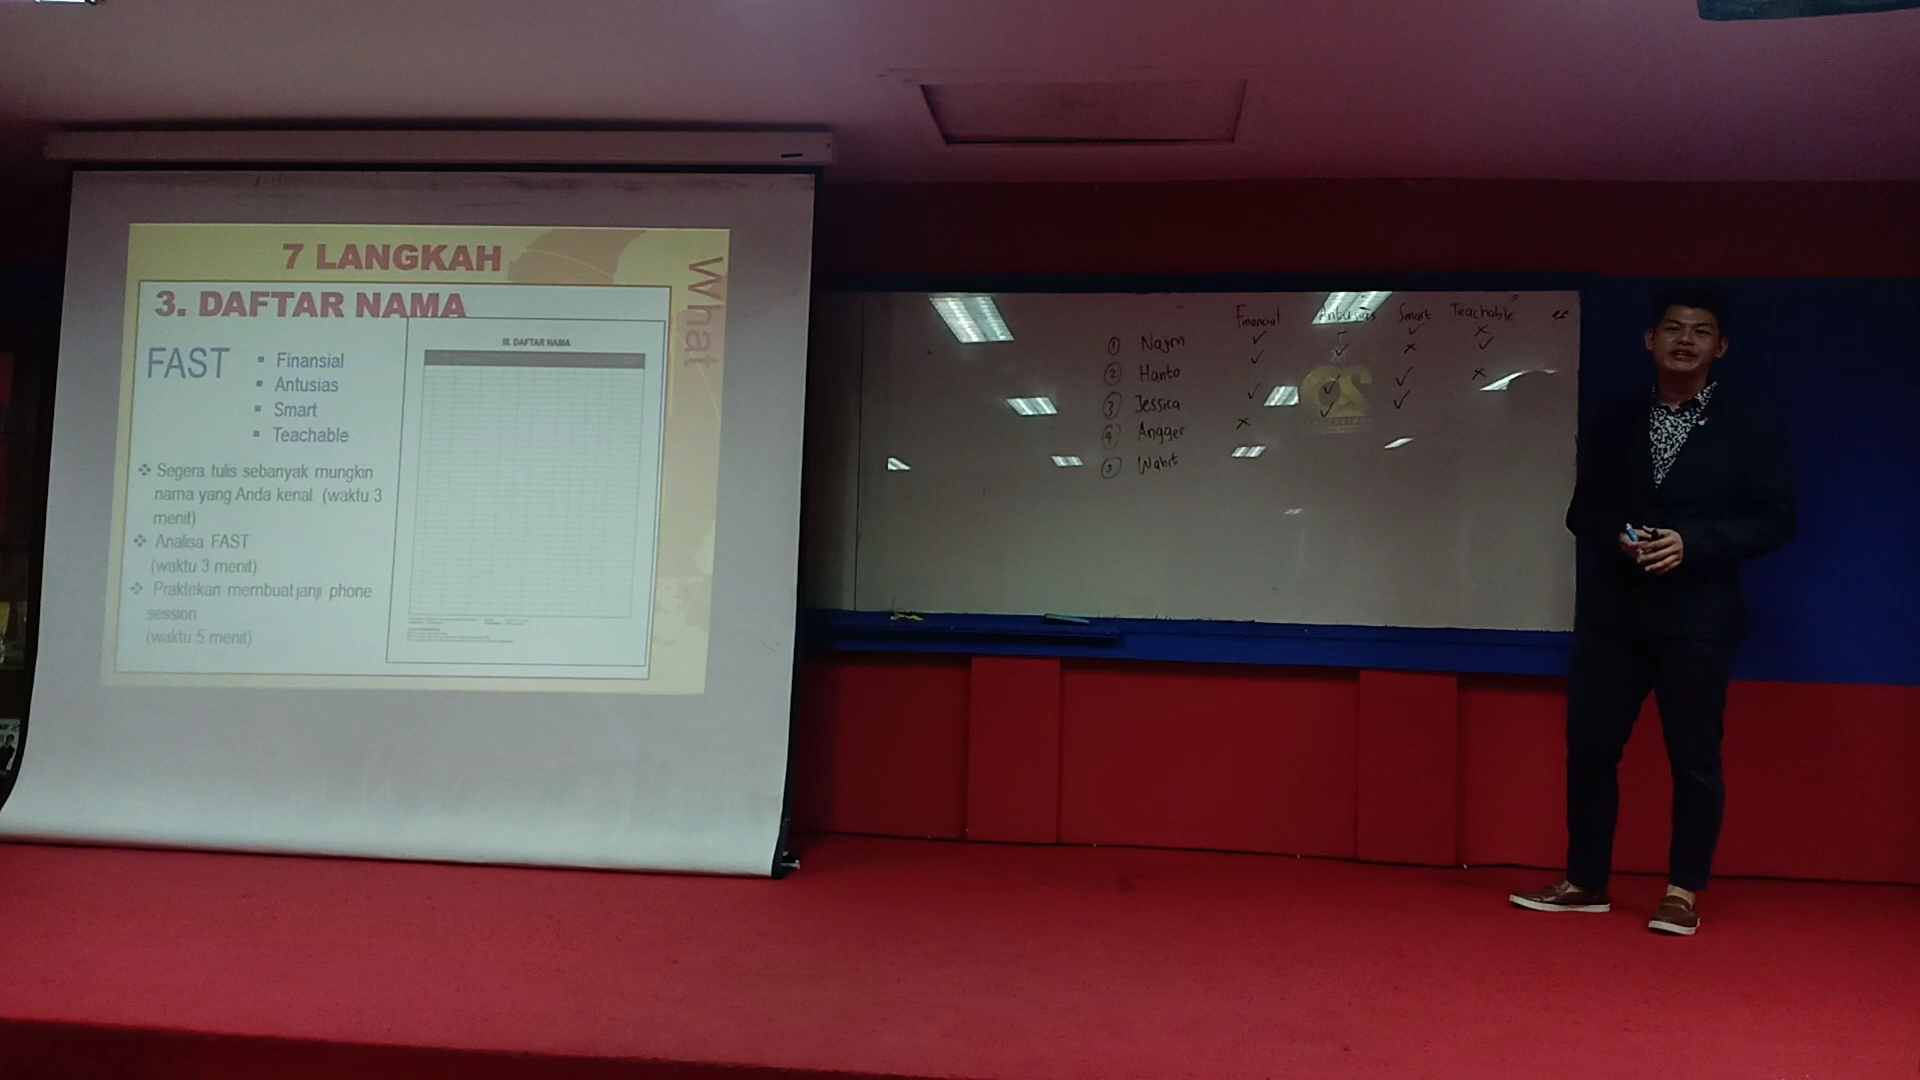 7 LANGKAH
What
3. DAFTAR NAMA
FAST
▪ Finansial
▪ Antusias
▪ Smart
▪ Teachable
❖ Segera tulis sebanyak mungkin
nama yang Anda kenal (waktu 3
menit)
❖ Analisa FAST
(waktu 3 menit)
❖ Praktekan membuat janji phone
session
(waktu 5 menit)
III. DAFTAR NAMA
Financial Antusias Smart Teachable
① Naym ✓ ✓ ✗
② Hanto ✓ ✓ ✗ ✓
③ Jessica ✓ ✓ ✓ ✗
④ Angger ✗ ✓ ✓
⑤